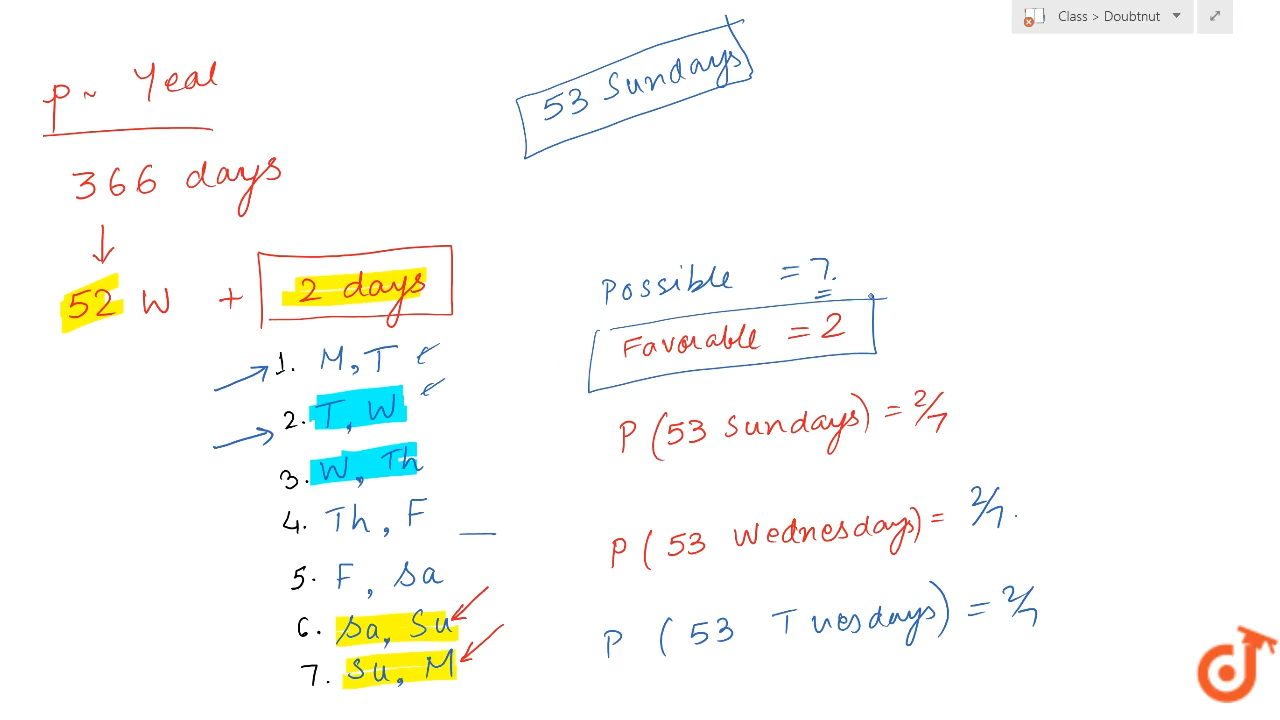 Class > Doubtnut
53 Sundays
P~ Year
366 days
52 W + 2 days
1. M, T
2. T, W
3. W, Th
4. Th, F
5. F, Sa
6. Sa, Su
7. Su, M
Possible = 7.
Favorable = 2
P (53 Sundays) = 2/7
P (53 Wednesdays) = 2/7.
P (53 Tuesdays) = 2/7